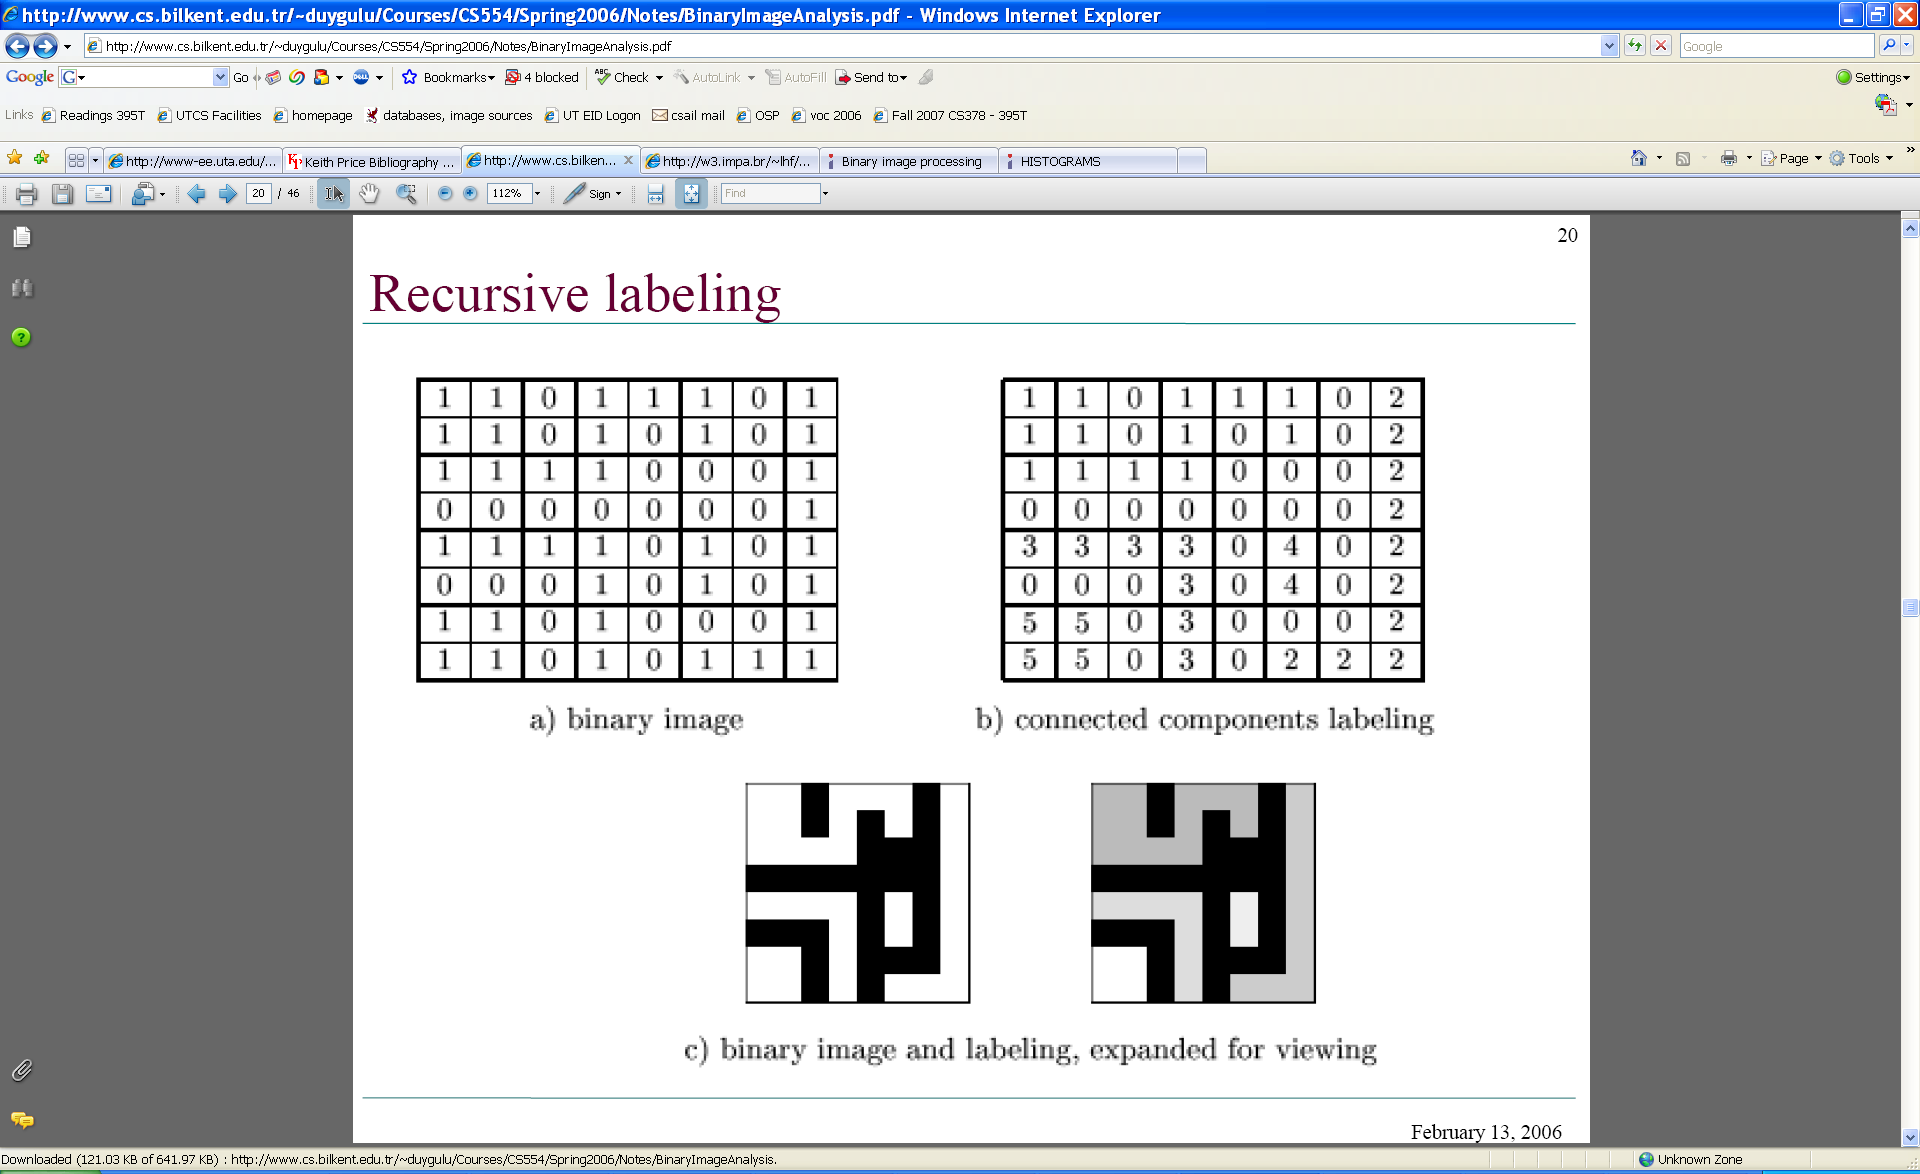 http://www.cs.bilkent.edu.tr/~duygulu/Courses/CS554/Spring2006/Notes/BinaryImageAnalysis.pdf - Windows Internet Explorer
http://www.cs.bilkent.edu.tr/~duygulu/Courses/CS554/Spring2006/Notes/BinaryImageAnalysis.pdf Google
Google G Go Bookmarks 4 blocked ABC Check AutoLink AutoFill Send to Settings
Links Readings 395T UTCS Facilities homepage databases, image sources UT EID Logon csail mail OSP voc 2006 Fall 2007 CS378 - 395T
http://www-ee.uta.edu/... Keith Price Bibliography ... http://www.cs.bilken... http://w3.impa.br/~lhf/... Binary image processing HISTOGRAMS Page Tools
20 / 46 112% Sign Find
20
Recursive labeling
1 1 0 1 1 1 0 1
1 1 0 1 0 1 0 1
1 1 1 1 0 0 0 1
0 0 0 0 0 0 0 1
1 1 1 1 0 1 0 1
0 0 0 1 0 1 0 1
1 1 0 1 0 0 0 1
1 1 0 1 0 1 1 1
a) binary image
1 1 0 1 1 1 0 2
1 1 0 1 0 1 0 2
1 1 1 1 0 0 0 2
0 0 0 0 0 0 0 2
3 3 3 3 0 4 0 2
0 0 0 3 0 4 0 2
5 5 0 3 0 0 0 2
5 5 0 3 0 2 2 2
b) connected components labeling
c) binary image and labeling, expanded for viewing
February 13, 2006
Downloaded (121.03 KB of 641.97 KB) : http://www.cs.bilkent.edu.tr/~duygulu/Courses/CS554/Spring2006/Notes/BinaryImageAnalysis. Unknown Zone